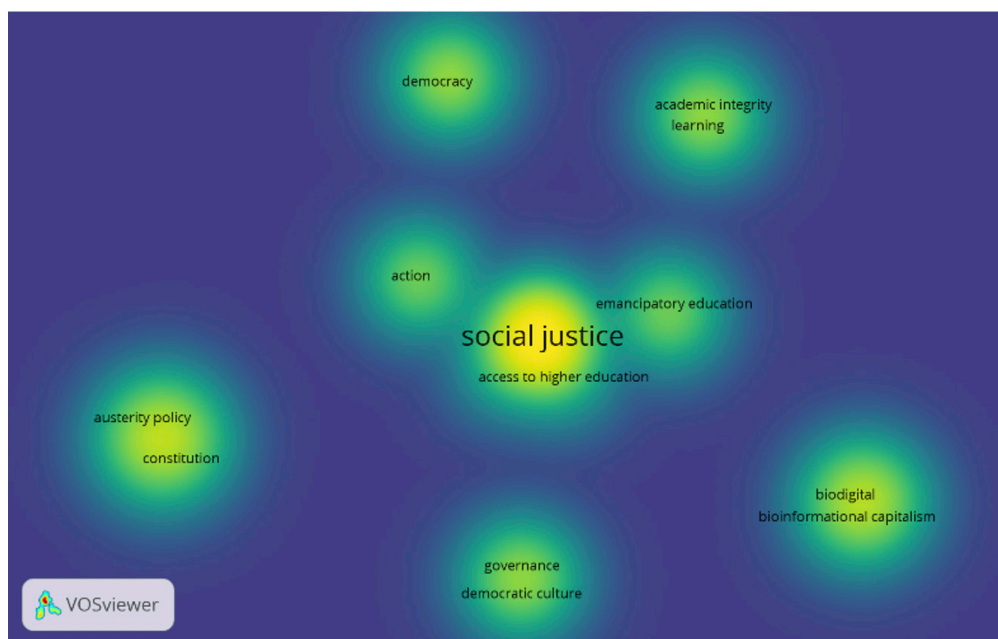 democracy
academic integrity
learning
action
emancipatory education
social justice
access to higher education
austerity policy
constitution
biodigital
bioinformational capitalism
governance
democratic culture
VOSviewer